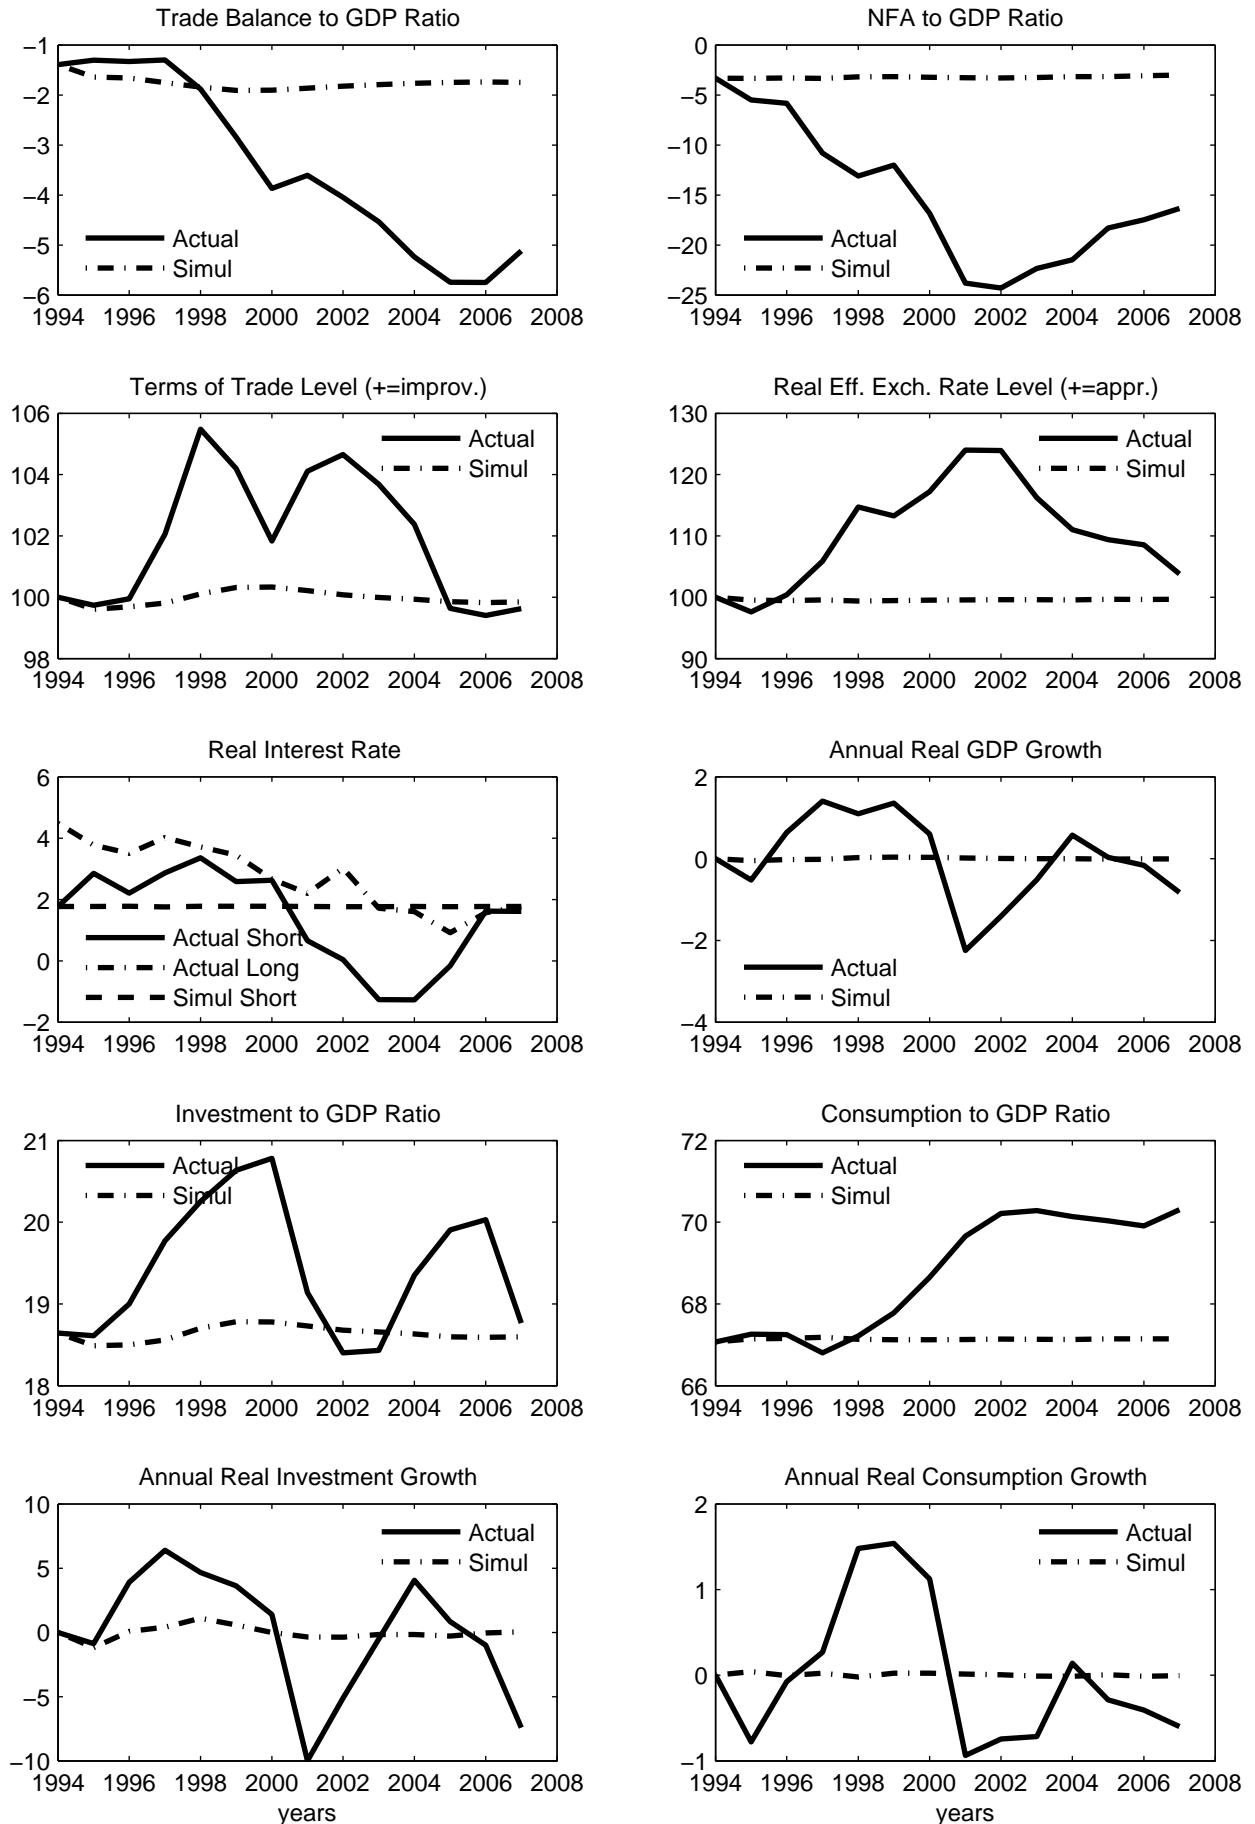 Trade Balance to GDP Ratio
−1
−2
−3
−4
−5
−6
Actual
Simul
1994 1996 1998 2000 2002 2004 2006 2008
NFA to GDP Ratio
0
−5
−10
−15
−20
−25
Actual
Simul
1994 1996 1998 2000 2002 2004 2006 2008
Terms of Trade Level (+=improv.)
106
104
102
100
98
Actual
Simul
1994 1996 1998 2000 2002 2004 2006 2008
Real Eff. Exch. Rate Level (+=appr.)
130
120
110
100
90
Actual
Simul
1994 1996 1998 2000 2002 2004 2006 2008
Real Interest Rate
6
4
2
0
−2
Actual Short
Actual Long
Simul Short
1994 1996 1998 2000 2002 2004 2006 2008
Annual Real GDP Growth
2
0
−2
−4
Actual
Simul
1994 1996 1998 2000 2002 2004 2006 2008
Investment to GDP Ratio
21
20
19
18
Actual
Simul
1994 1996 1998 2000 2002 2004 2006 2008
Consumption to GDP Ratio
72
70
68
66
Actual
Simul
1994 1996 1998 2000 2002 2004 2006 2008
Annual Real Investment Growth
10
5
0
−5
−10
Actual
Simul
1994 1996 1998 2000 2002 2004 2006 2008
years
Annual Real Consumption Growth
2
1
0
−1
Actual
Simul
1994 1996 1998 2000 2002 2004 2006 2008
years